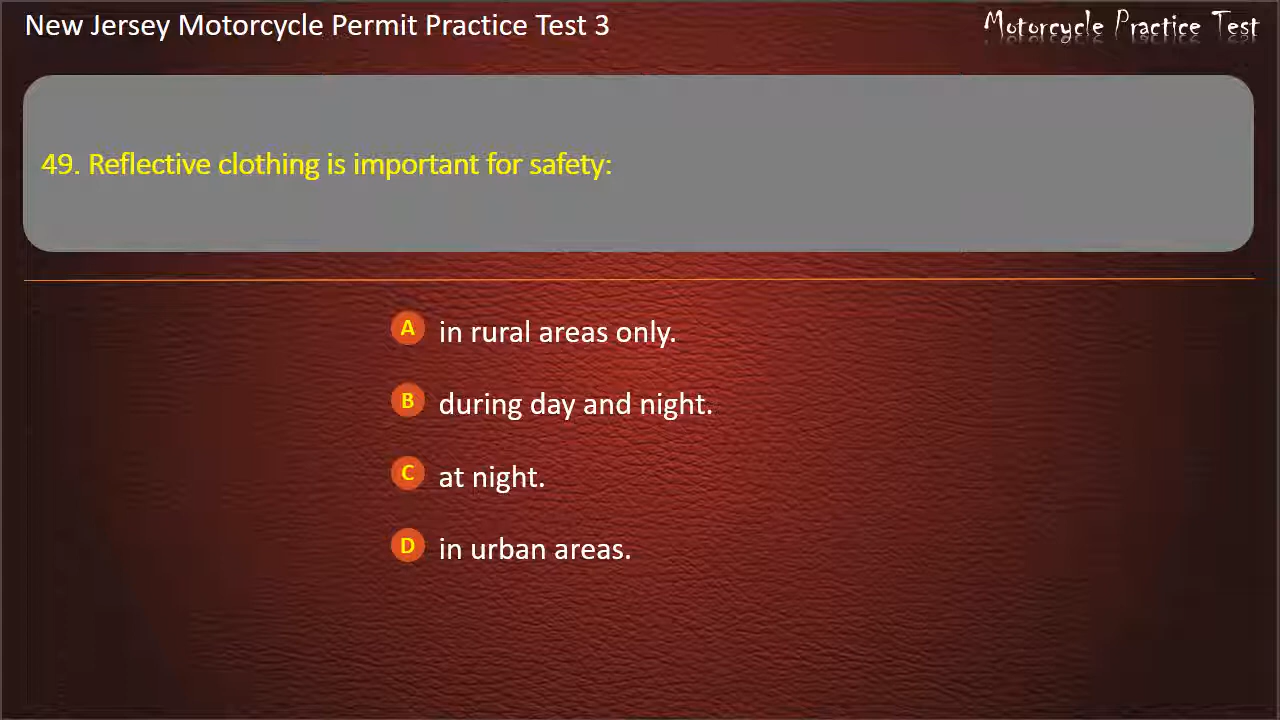 New Jersey Motorcycle Permit Practice Test 3
Motorcycle Practice Test
49. Reflective clothing is important for safety:
A in rural areas only.
B during day and night.
C at night.
D in urban areas.